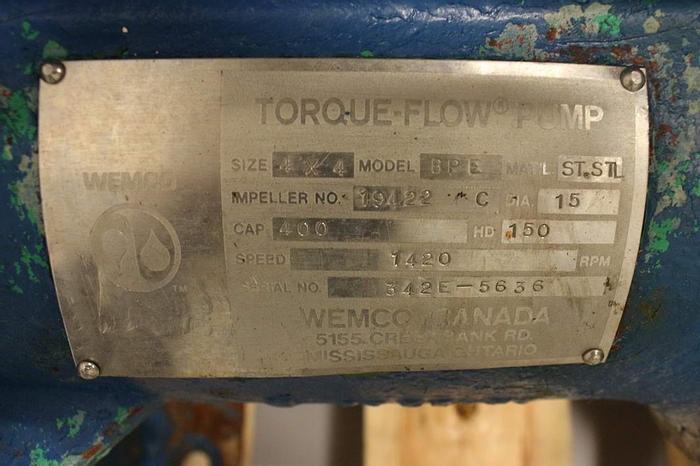 TORQUE-FLOW® PUMP
WEMCO
TM
SIZE 4 X 4 MODEL BPE MAT'L ST.STL
IMPELLER NO. 19422 C DIA. 15
CAP 400 HD 150
SPEED 1420 RPM
SERIAL NO. 342E-5636
WEMCO CANADA
5155 CREEKBANK RD.
MISSISSAUGA ONTARIO